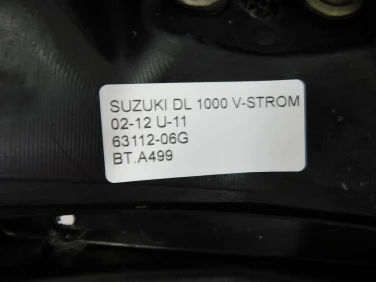 SUZUKI DL 1000 V-STROM
02-12 U-11
63112-06G
BT.A499